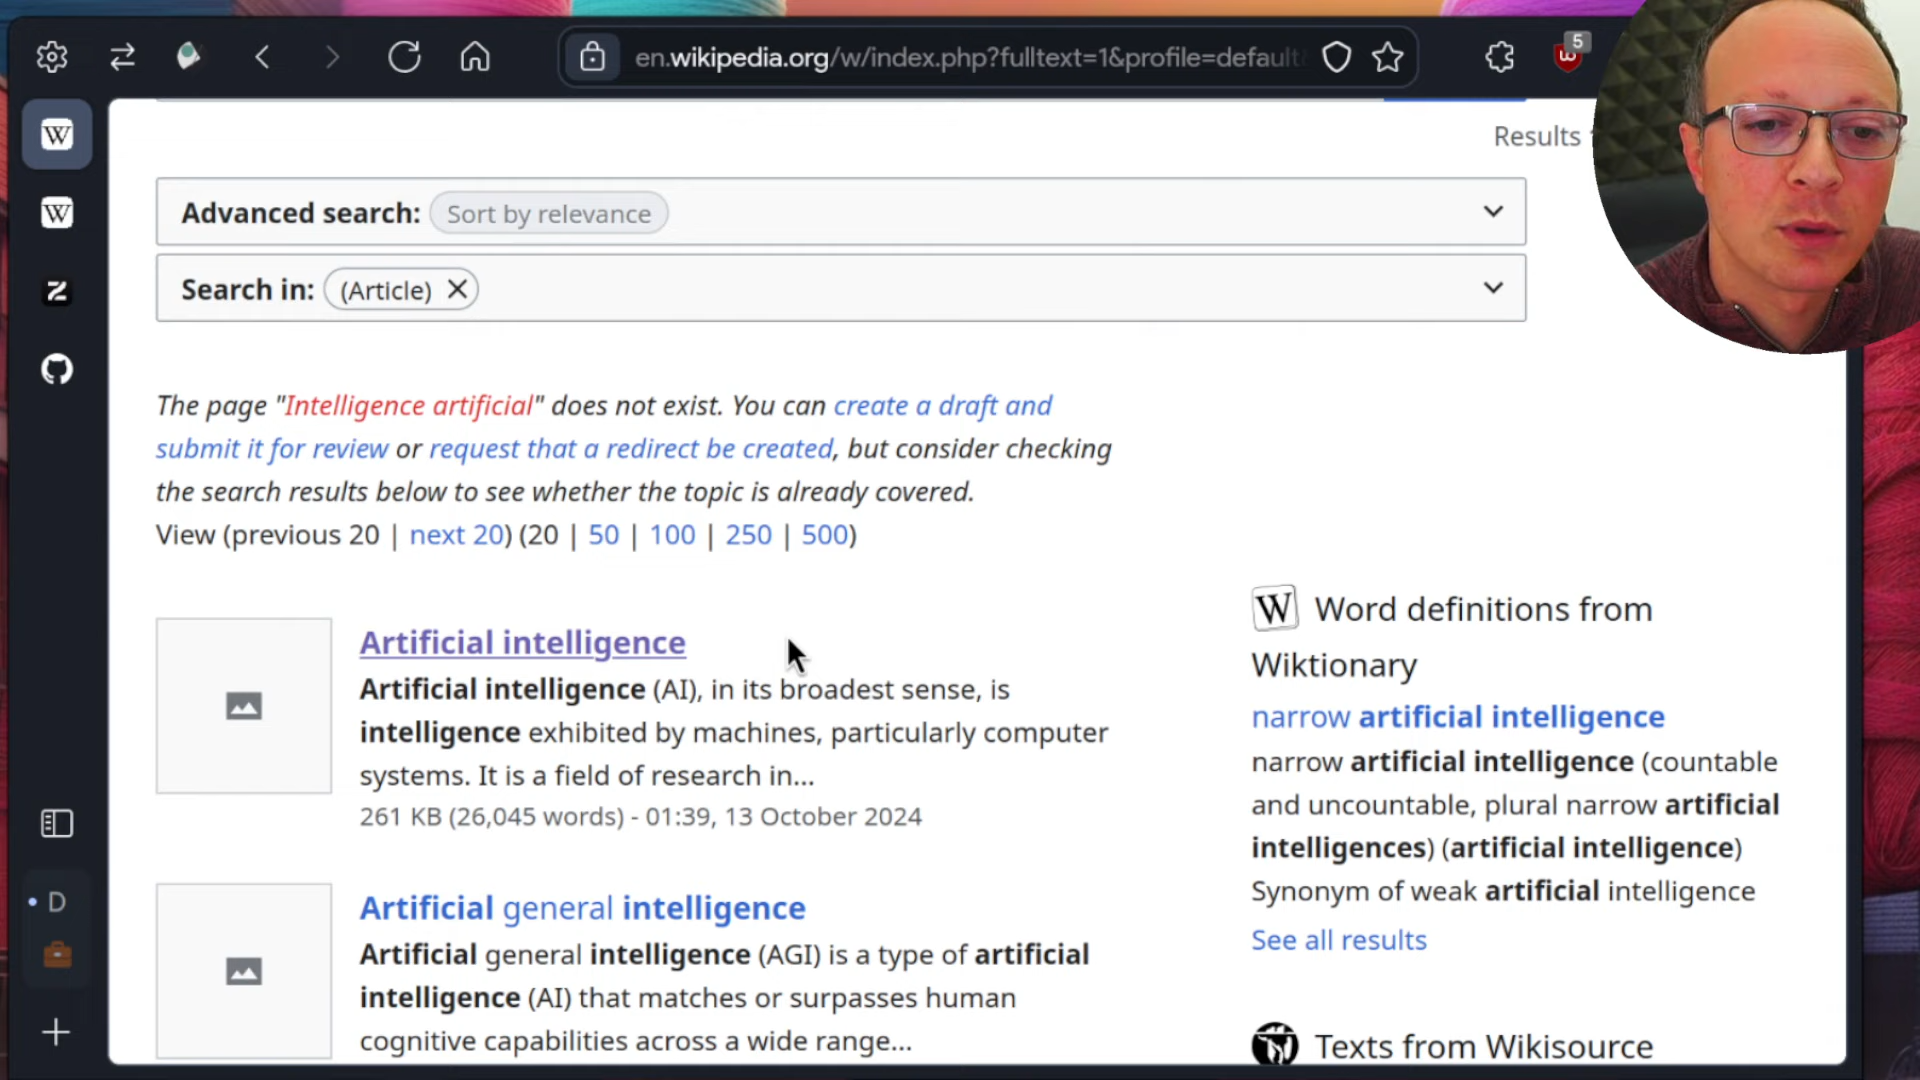 en.wikipedia.org/w/index.php?fulltext=1&profile=default
5
Results
Advanced search: Sort by relevance
Search in: (Article)
The page "Intelligence artificial" does not exist. You can create a draft and
submit it for review or request that a redirect be created, but consider checking
the search results below to see whether the topic is already covered.
View (previous 20 | next 20) (20 | 50 | 100 | 250 | 500)
Artificial intelligence
Artificial intelligence (AI), in its broadest sense, is
intelligence exhibited by machines, particularly computer
systems. It is a field of research in...
261 KB (26,045 words) - 01:39, 13 October 2024
Artificial general intelligence
Artificial general intelligence (AGI) is a type of artificial
intelligence (AI) that matches or surpasses human
cognitive capabilities across a wide range...
W Word definitions from
Wiktionary
narrow artificial intelligence
narrow artificial intelligence (countable
and uncountable, plural narrow artificial
intelligences) (artificial intelligence)
Synonym of weak artificial intelligence
See all results
Texts from Wikisource
W
W
Z
D